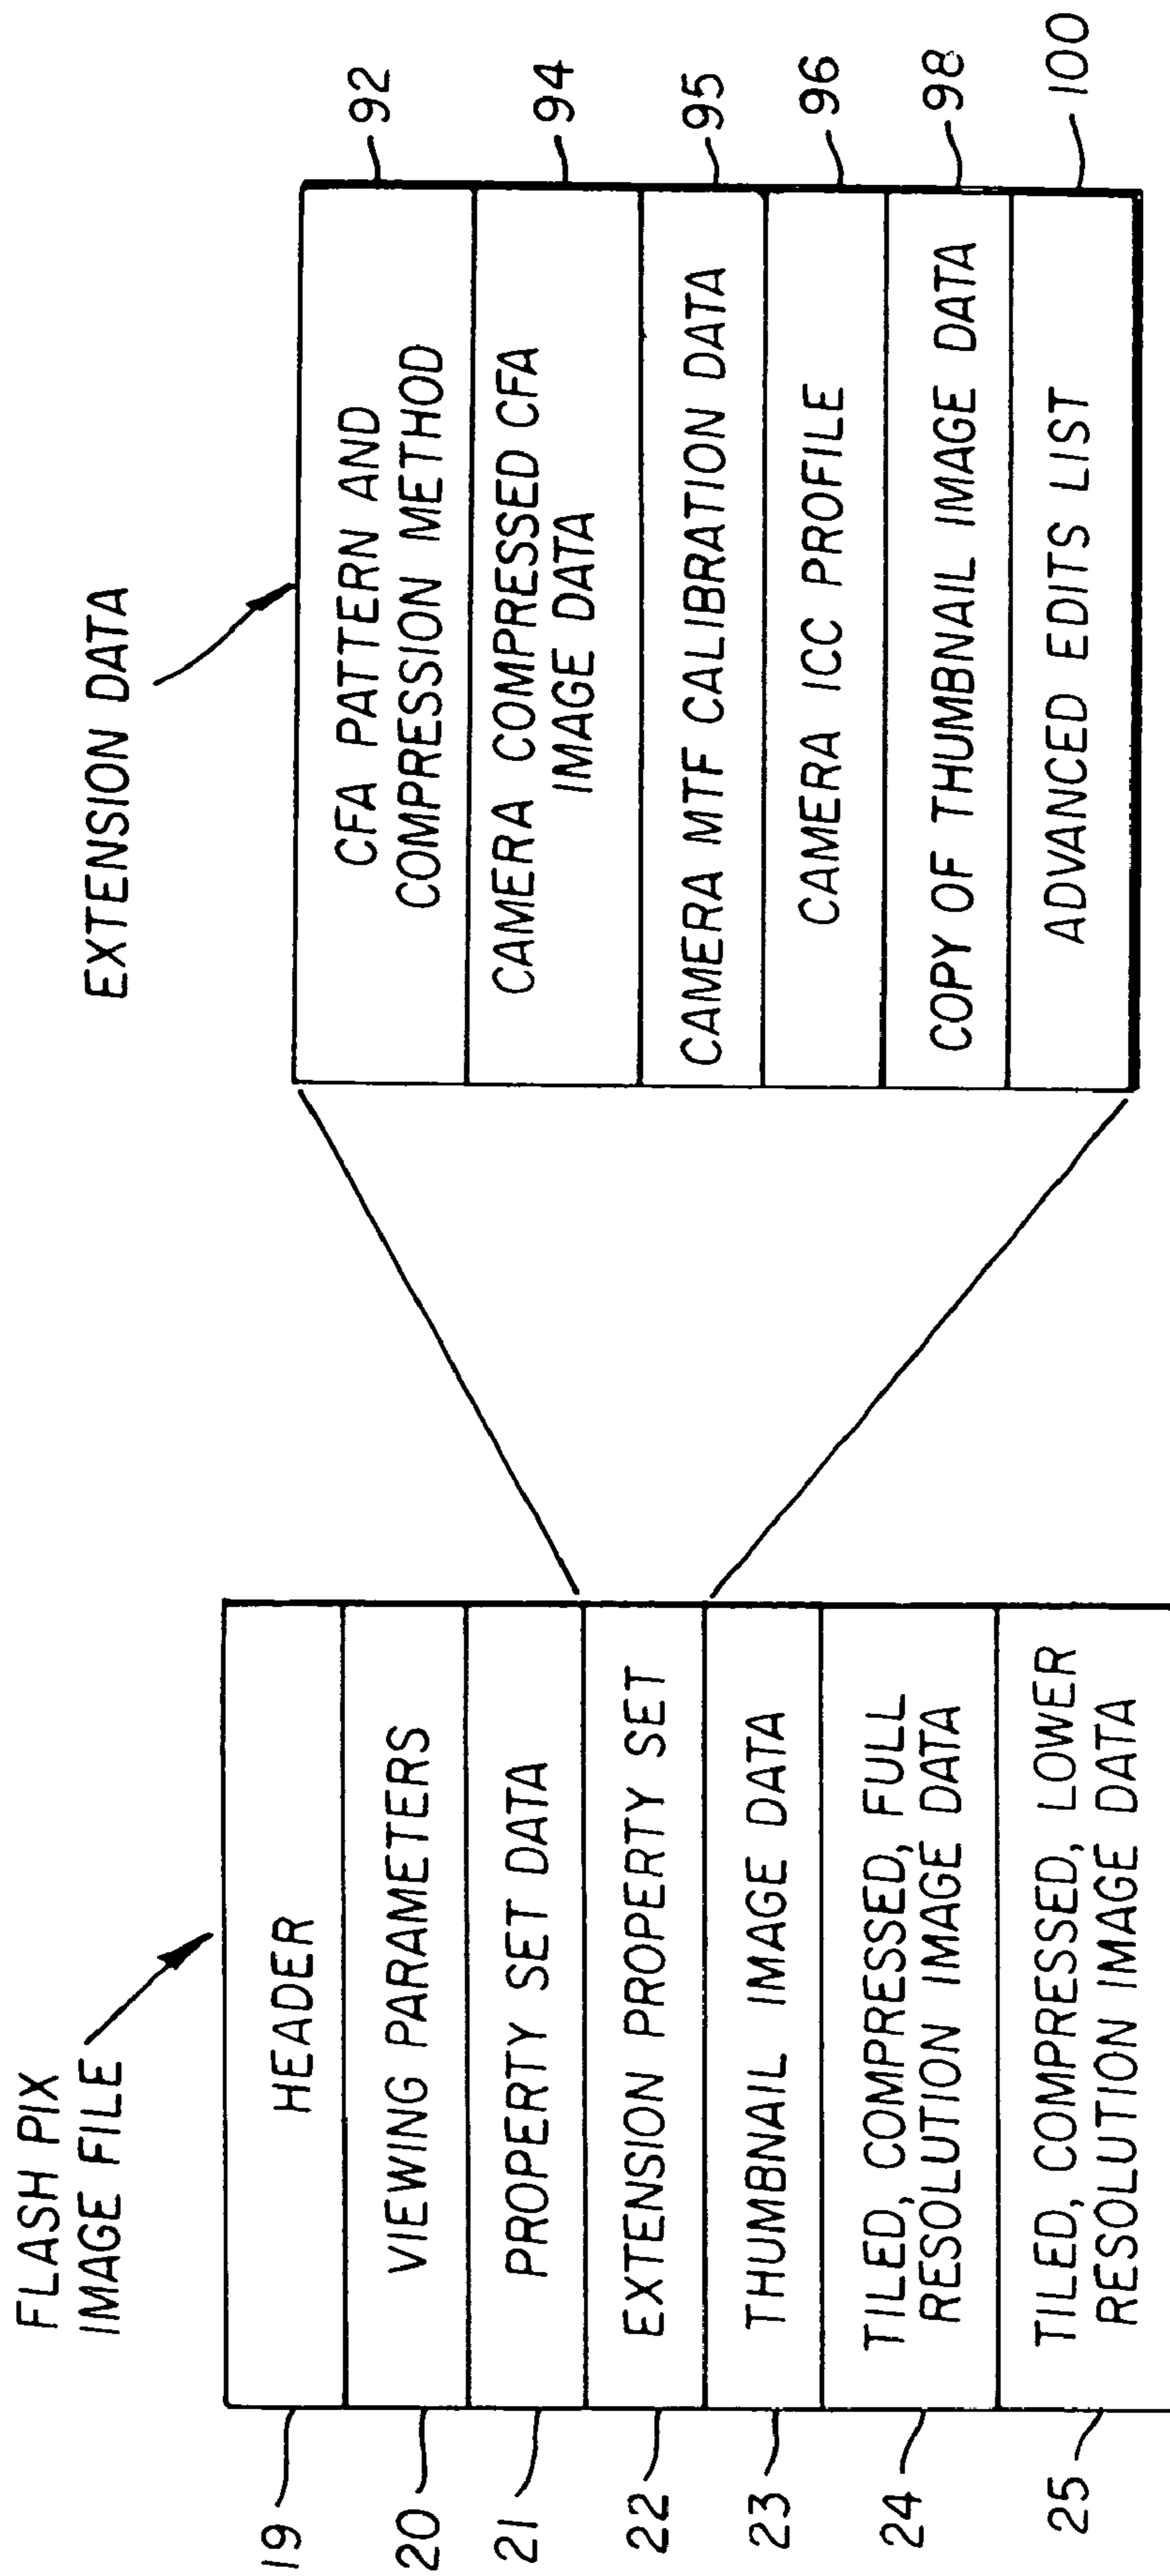 FLASH PIX
IMAGE FILE
19
HEADER
20
VIEWING PARAMETERS
21
PROPERTY SET DATA
22
EXTENSION PROPERTY SET
23
THUMBNAIL IMAGE DATA
24
TILED, COMPRESSED, FULL
RESOLUTION IMAGE DATA
25
TILED, COMPRESSED, LOWER
RESOLUTION IMAGE DATA
EXTENSION DATA
CFA PATTERN AND
COMPRESSION METHOD
92
CAMERA COMPRESSED CFA
IMAGE DATA
94
CAMERA MTF CALIBRATION DATA
95
CAMERA ICC PROFILE
96
COPY OF THUMBNAIL IMAGE DATA
98
ADVANCED EDITS LIST
100